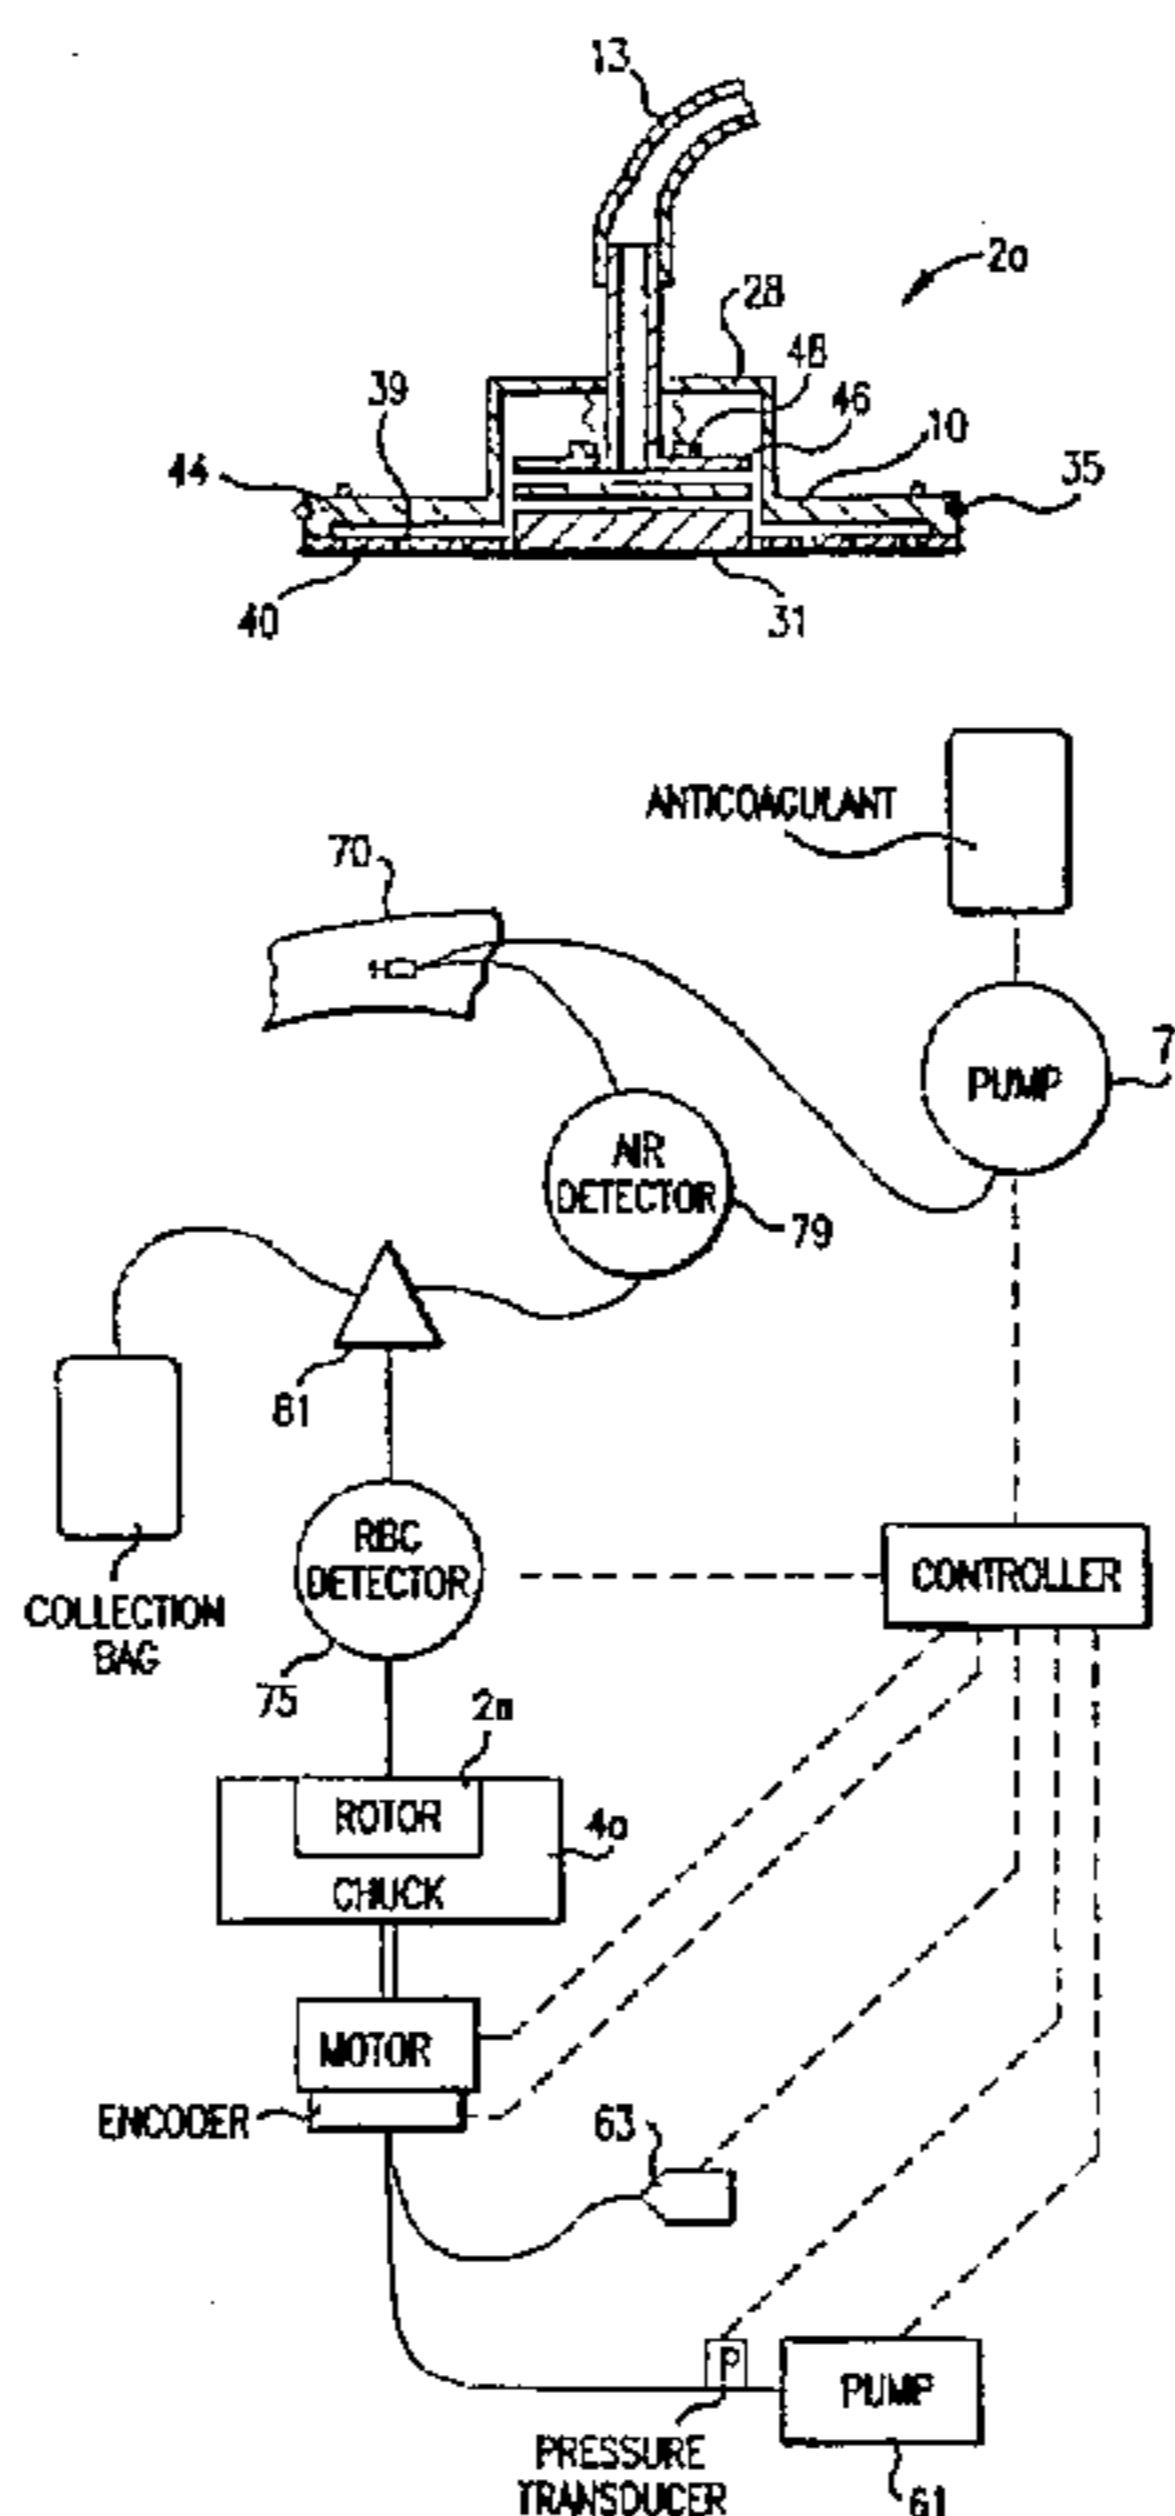 13
2a
28
48
39
46
10
44
35
40
31
ANTICOAGULANT
70
PUMP
7
AIR
DETECTOR
79
81
RBC
DETECTOR
CONTROLLER
COLLECTION
BAG
75
2a
ROTOR
4a
CHUCK
MOTOR
ENCODER
63
P
PUMP
PRESSURE
TRANSDUCER
61